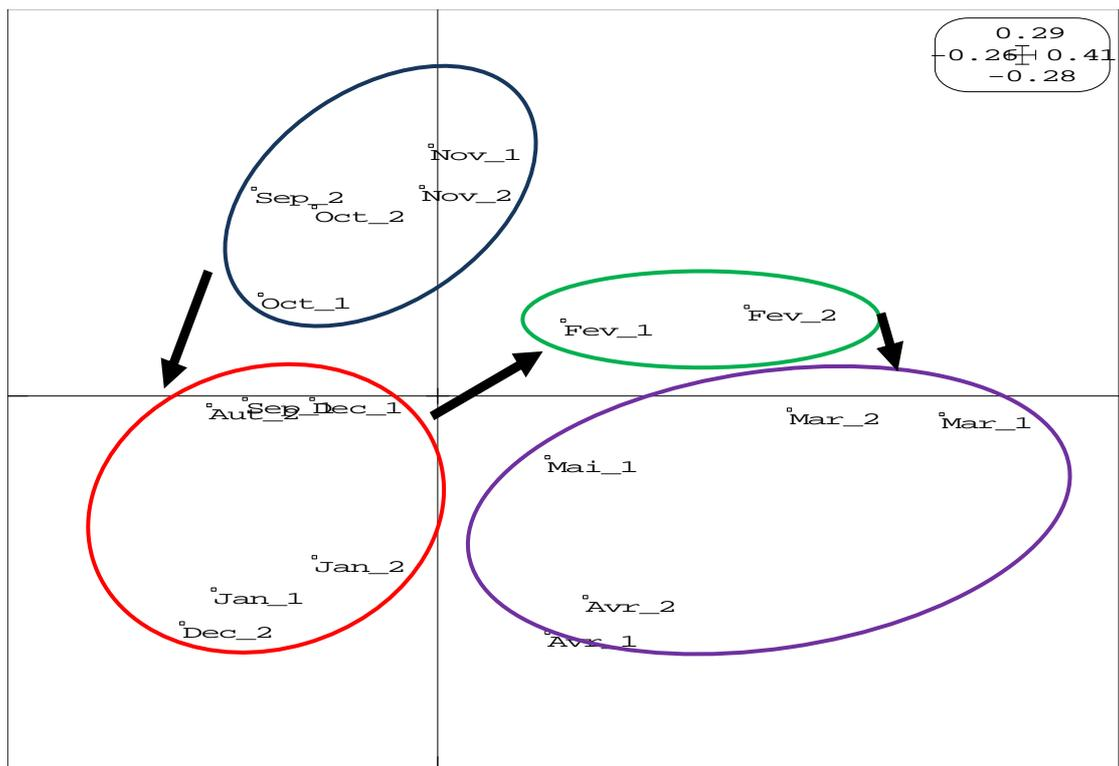 0.29
-0.26 0.41
-0.28
Nov_1
Sep_2
Nov_2
Oct_2
Oct_1
Fev_2
Fev_1
Aut_2
Sep_1
Dec_1
Mar_2
Mar_1
Mai_1
Jan_2
Jan_1
Avr_2
Dec_2
Avr_1